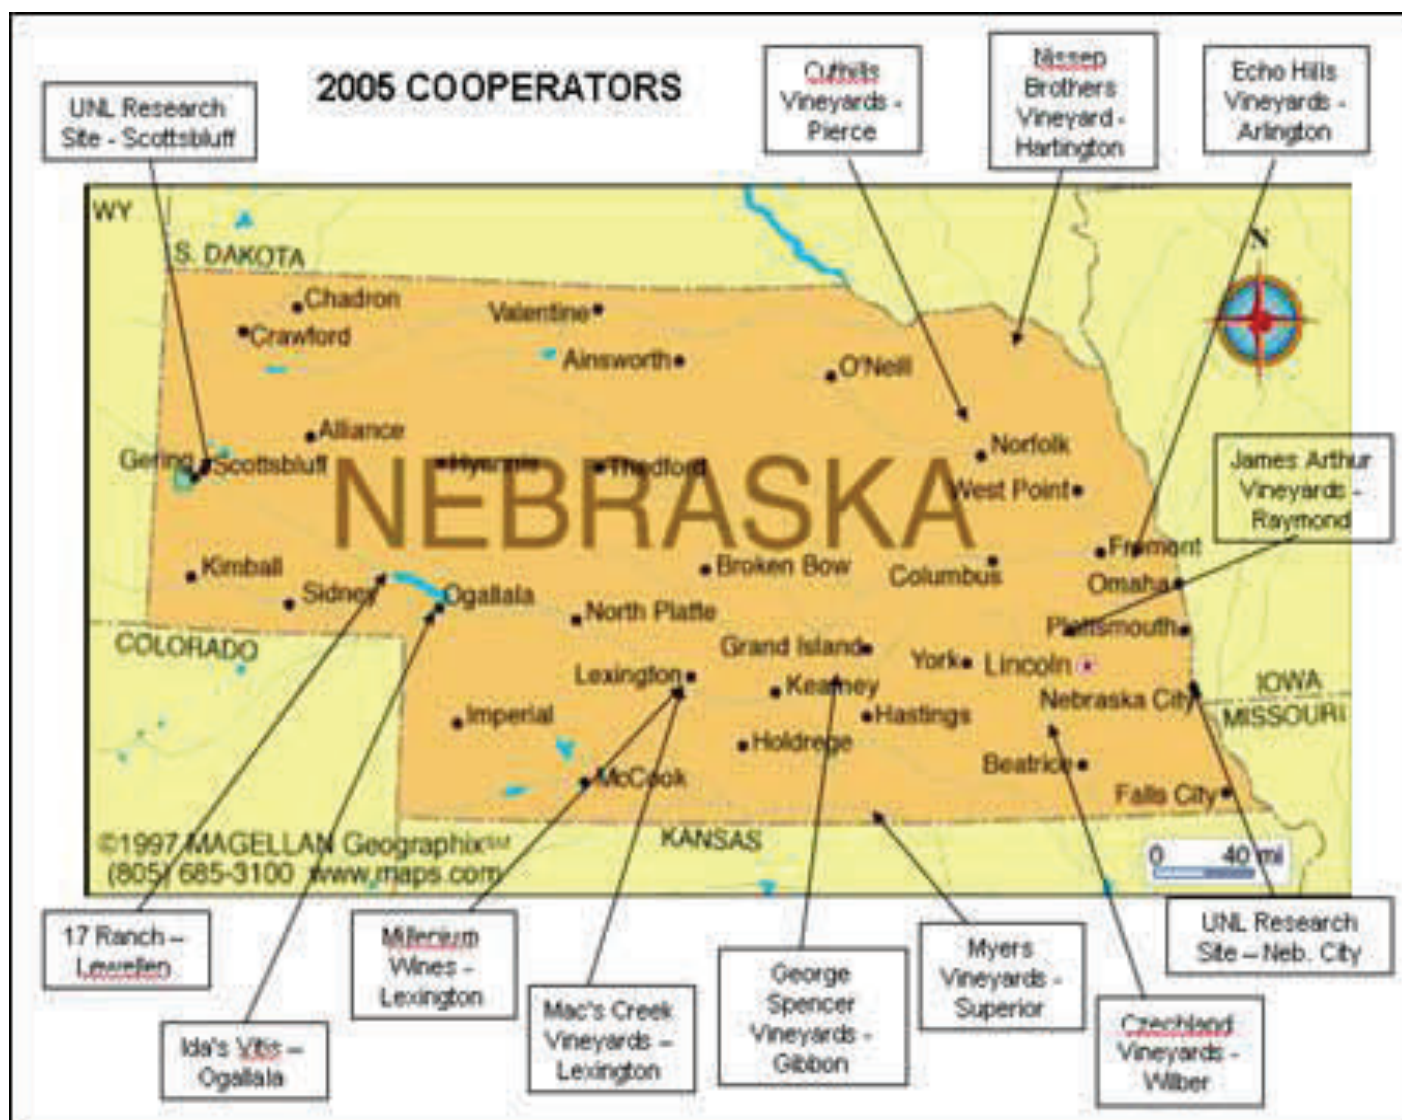 2005 COOPERATORS
UNL Research
Site - Scottsbluff
Cuthills
Vineyards -
Pierce
Nissen
Brothers
Vineyard -
Hartington
Echo Hills
Vineyards -
Arlington
WY
S. DAKOTA
N
Chadron
Crawford
Valentine
Ainsworth
O'Neill
Alliance
Gering
Scottsbluff
Hyannis
Thedford
Norfolk
West Point
NEBRASKA
James Arthur
Vineyards -
Raymond
Kimball
Sidney
Ogallala
Broken Bow
Columbus
Fremont
Omaha
North Platte
Grand Island
York
Lincoln
Plattsmouth
COLORADO
Lexington
Kearney
Nebraska City
IOWA
MISSOURI
Imperial
Hastings
Holdrege
McCook
Beatrice
Falls City
KANSAS
©1997 MAGELLAN Geographix℠
(805) 685-3100 www.maps.com
0 40 mi
17 Ranch –
Lewellen
Ida's Vitis –
Ogallala
Millenium
Wines -
Lexington
Mac's Creek
Vineyards –
Lexington
George
Spencer
Vineyards -
Gibbon
Myers
Vineyards -
Superior
Czechland
Vineyards -
Wilber
UNL Research
Site – Neb. City